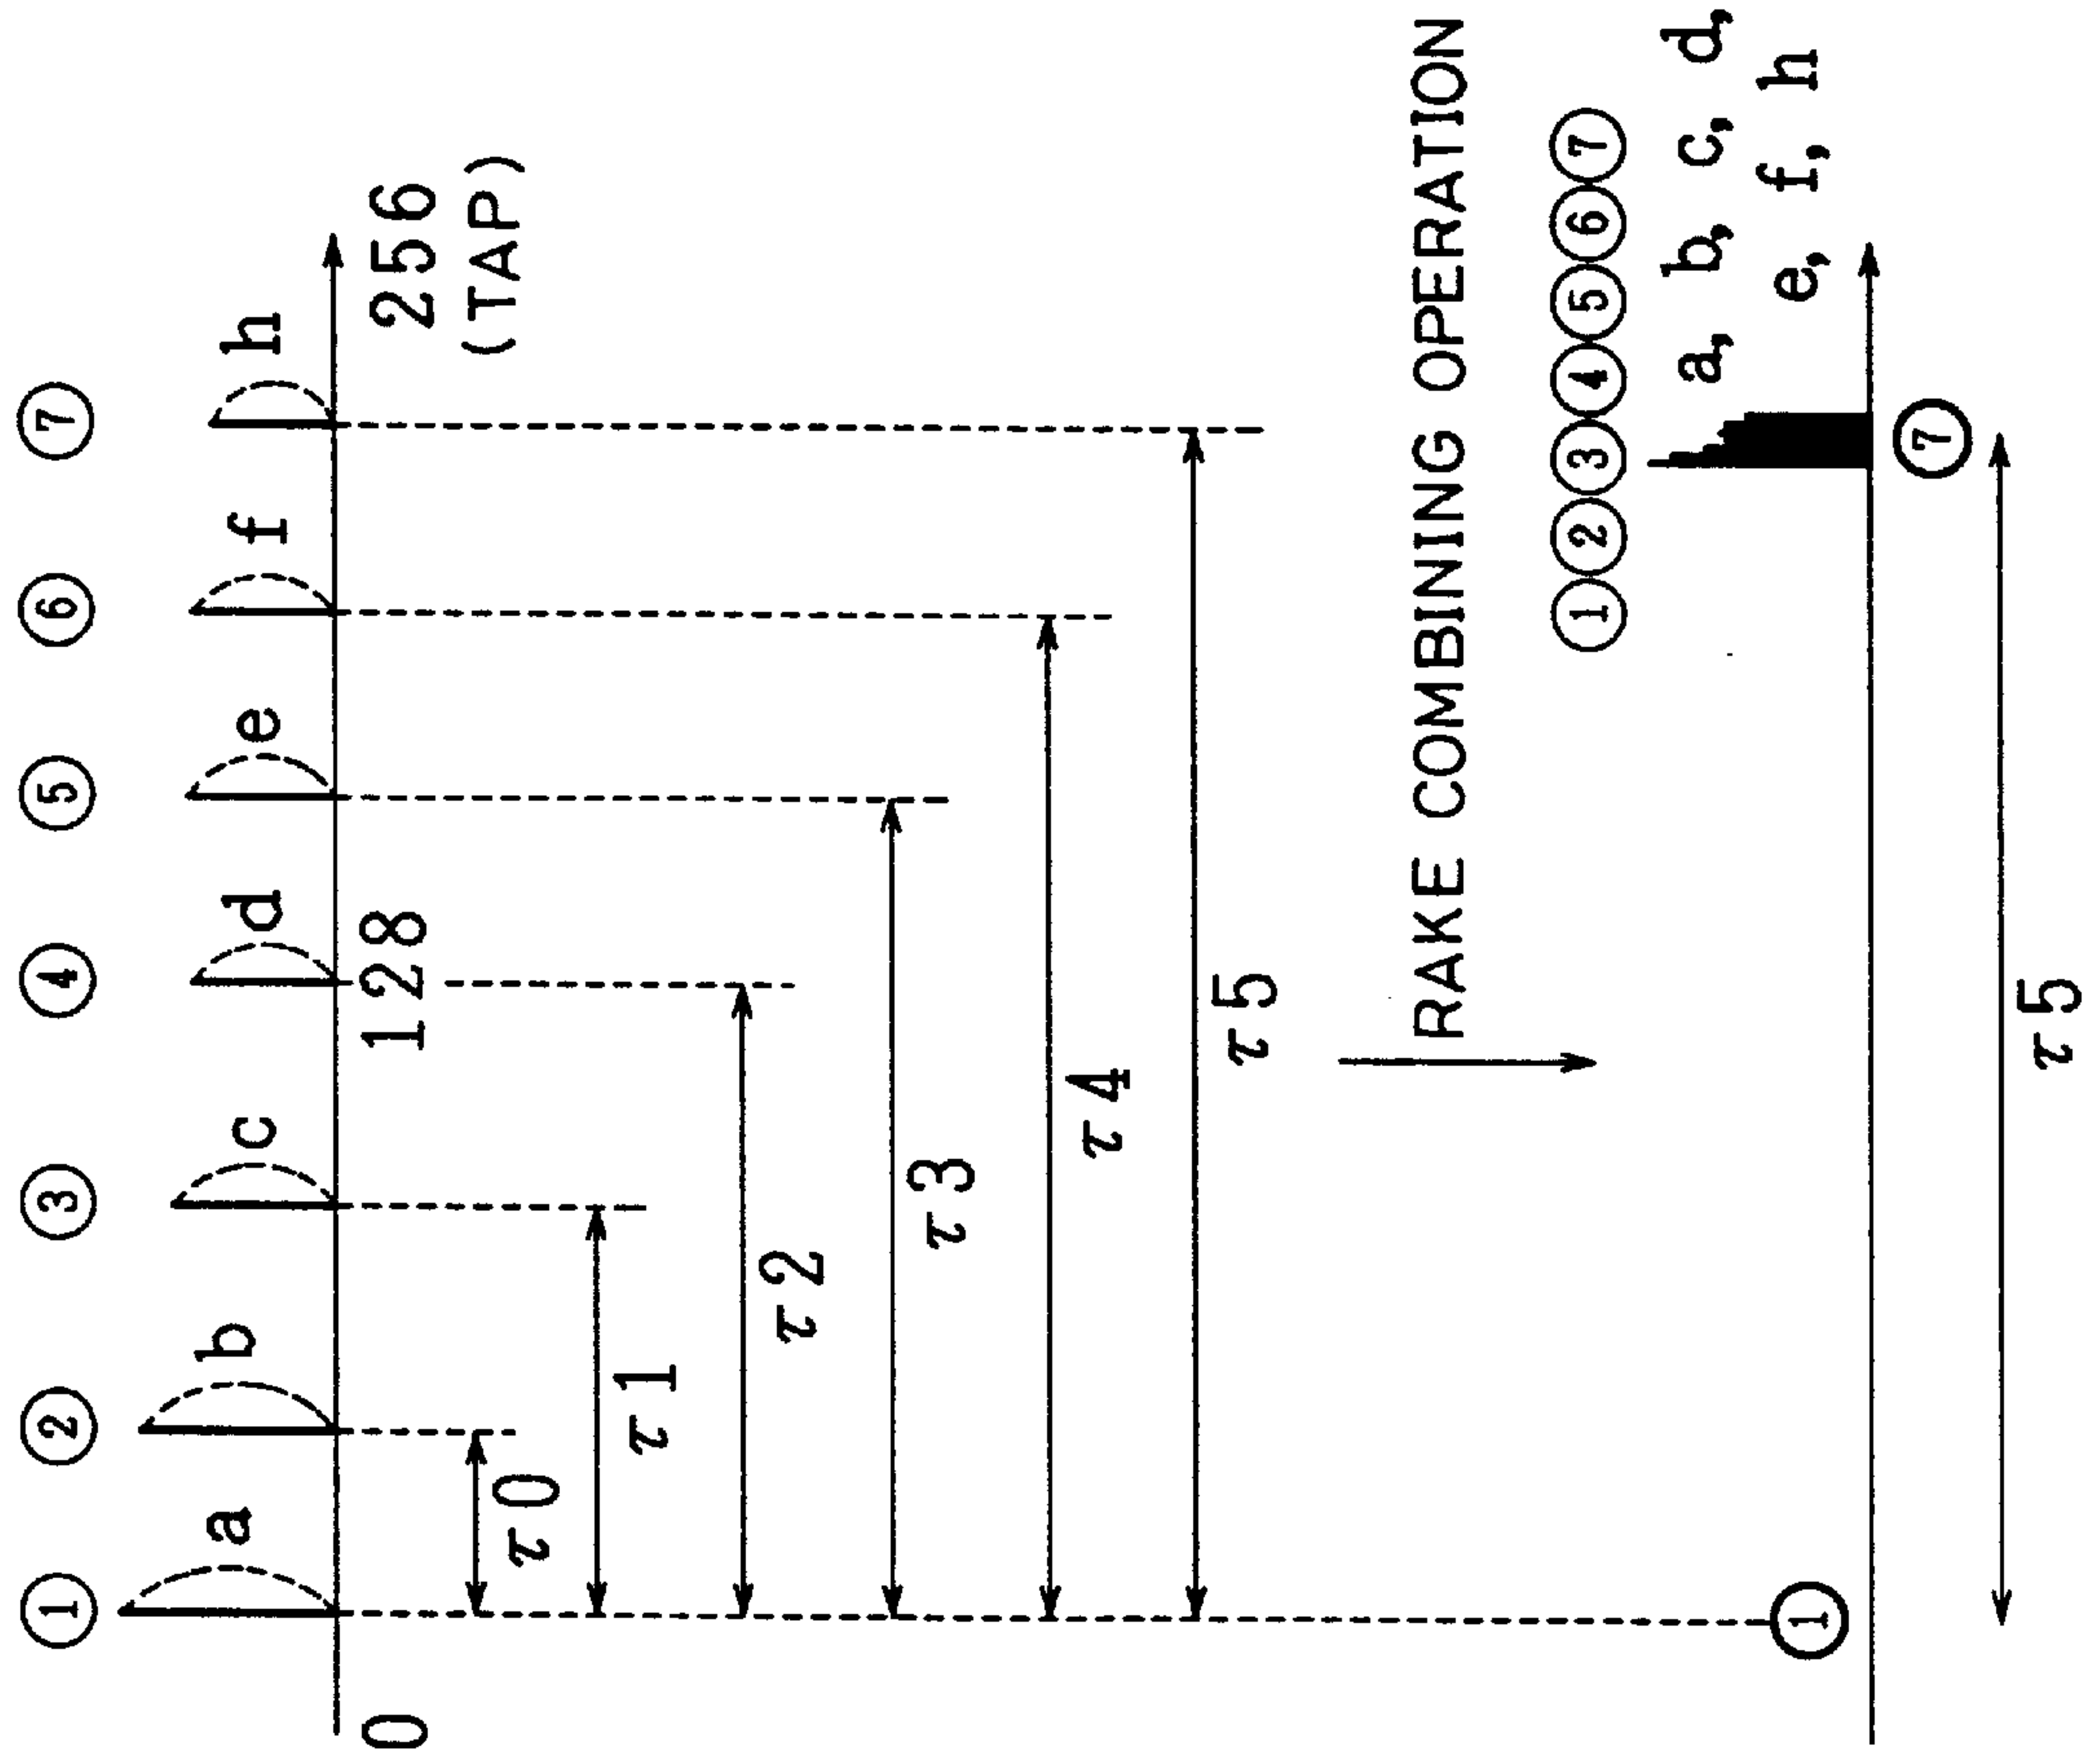 ① ② ③ ④ ⑤ ⑥ ⑦
a b c d e f h
0 128 256
(TAP)
τ0
τ1
τ2
τ3
τ4
τ5
RAKE COMBINING OPERATION
①②③④⑤⑥⑦
a, b, c, d,
e, f, h
① ⑦
τ5